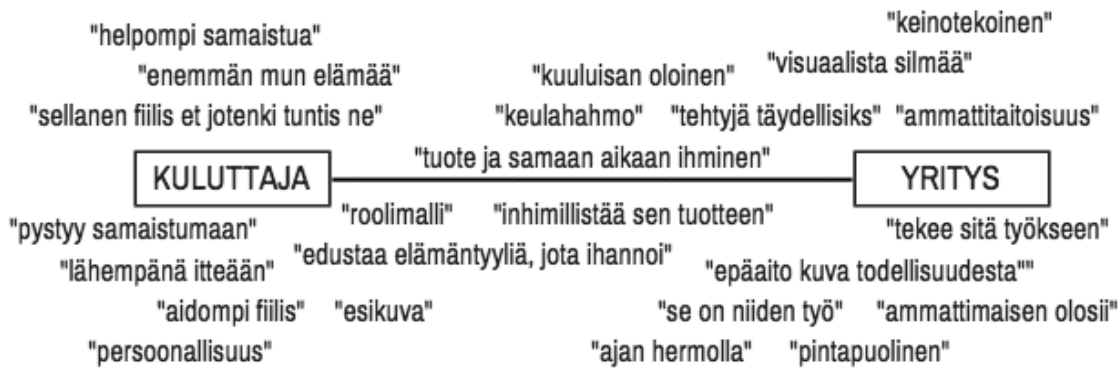 "keinotekoinen"
"helpompi samaistua"
"visuaalista silmää"
"enemmän mun elämää" "kuuluisan oloinen"
"sellanen fiilis et jotenki tuntis ne" "keulahahmo" "tehtyjä täydellisiks" "ammattitaitoisuus"
"tuote ja samaan aikaan ihminen"
KULUTTAJA YRITYS
"roolimalli" "inhimillistää sen tuotteen"
"pystyy samaistumaan" "tekee sitä työkseen"
"edustaa elämäntyyliä, jota ihannoi"
"lähempänä itteään" "epäaito kuva todellisuudesta""
"aidompi fiilis" "esikuva" "se on niiden työ" "ammattimaisen olosii"
"persoonallisuus" "ajan hermolla" "pintapuolinen"